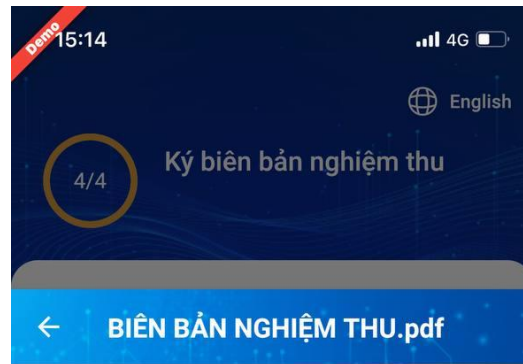 Demo
15:14
4G
English
Ký biên bản nghiệm thu
4/4
BIÊN BẢN NGHIỆM THU.pdf